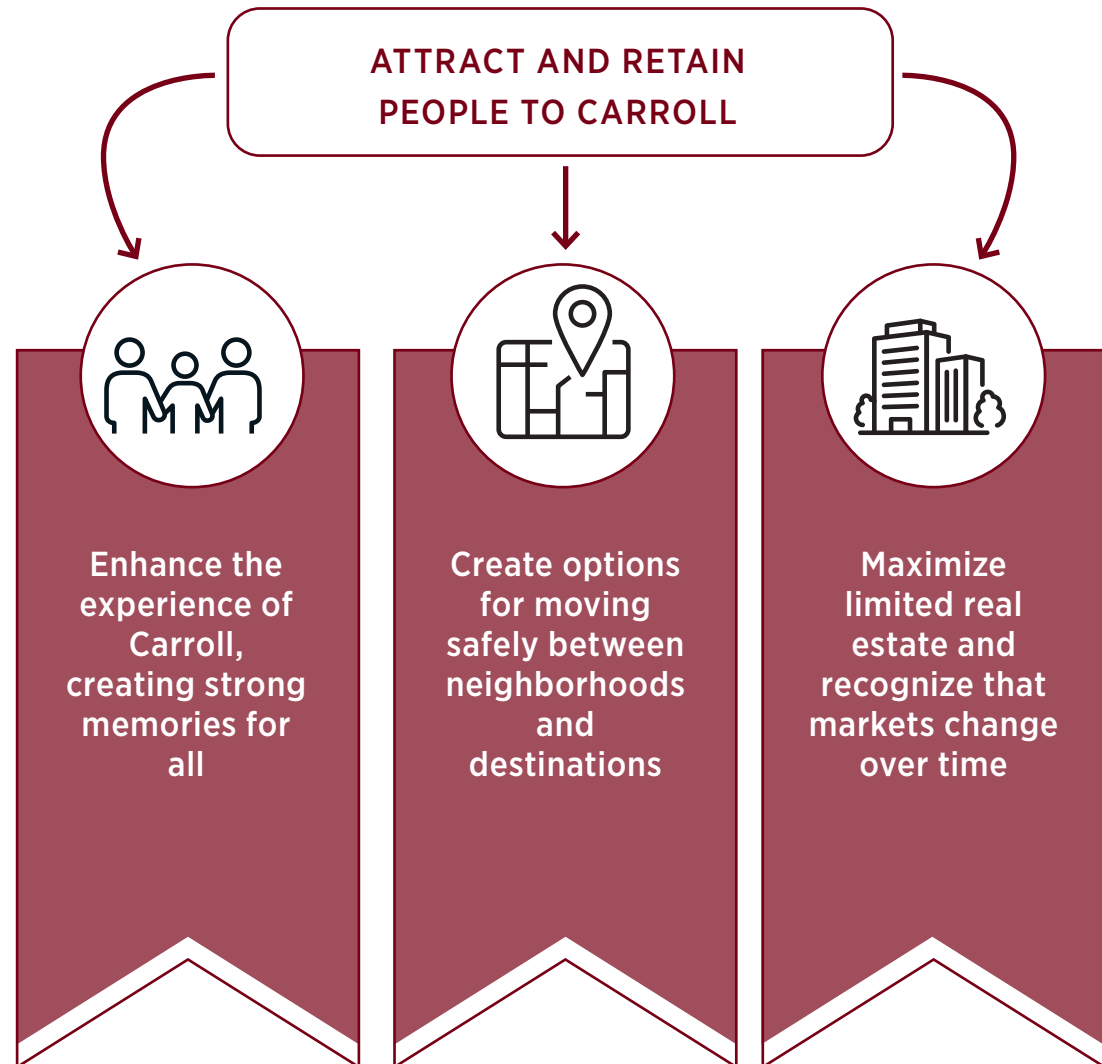 ATTRACT AND RETAIN
PEOPLE TO CARROLL
Enhance the
experience of
Carroll,
creating strong
memories for
all
Create options
for moving
safely between
neighborhoods
and
destinations
Maximize
limited real
estate and
recognize that
markets change
over time